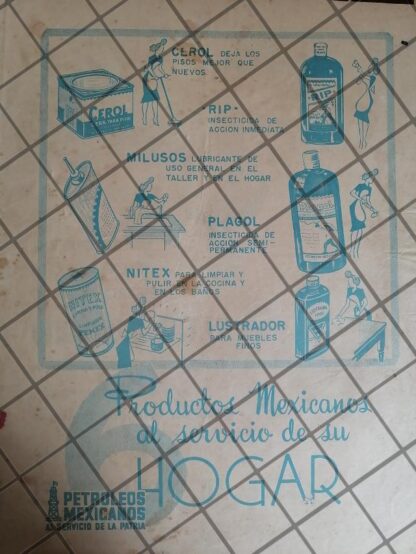 CEROL DEJA LOS
PISOS MEJOR QUE
NUEVOS.
CEROL
RIP
"RIP"
INSECTICIDA DE
ACCION INMEDIATA
MILUSOS LUBRICANTE DE
USO GENERAL EN EL
TALLER Y EN EL HOGAR
PLAGOL
INSECTICIDA DE
ACCION SEMI-
PERMANENTE
NITEX PARA LIMPIAR Y
PULIR EN LA COCINA Y
EN LOS BAÑOS
NITEX
LUSTRADOR
PARA MUEBLES
FINOS
6
Productos Mexicanos
al servicio de su
HOGAR
PETROLEOS
MEXICANOS
AL SERVICIO DE LA PATRIA